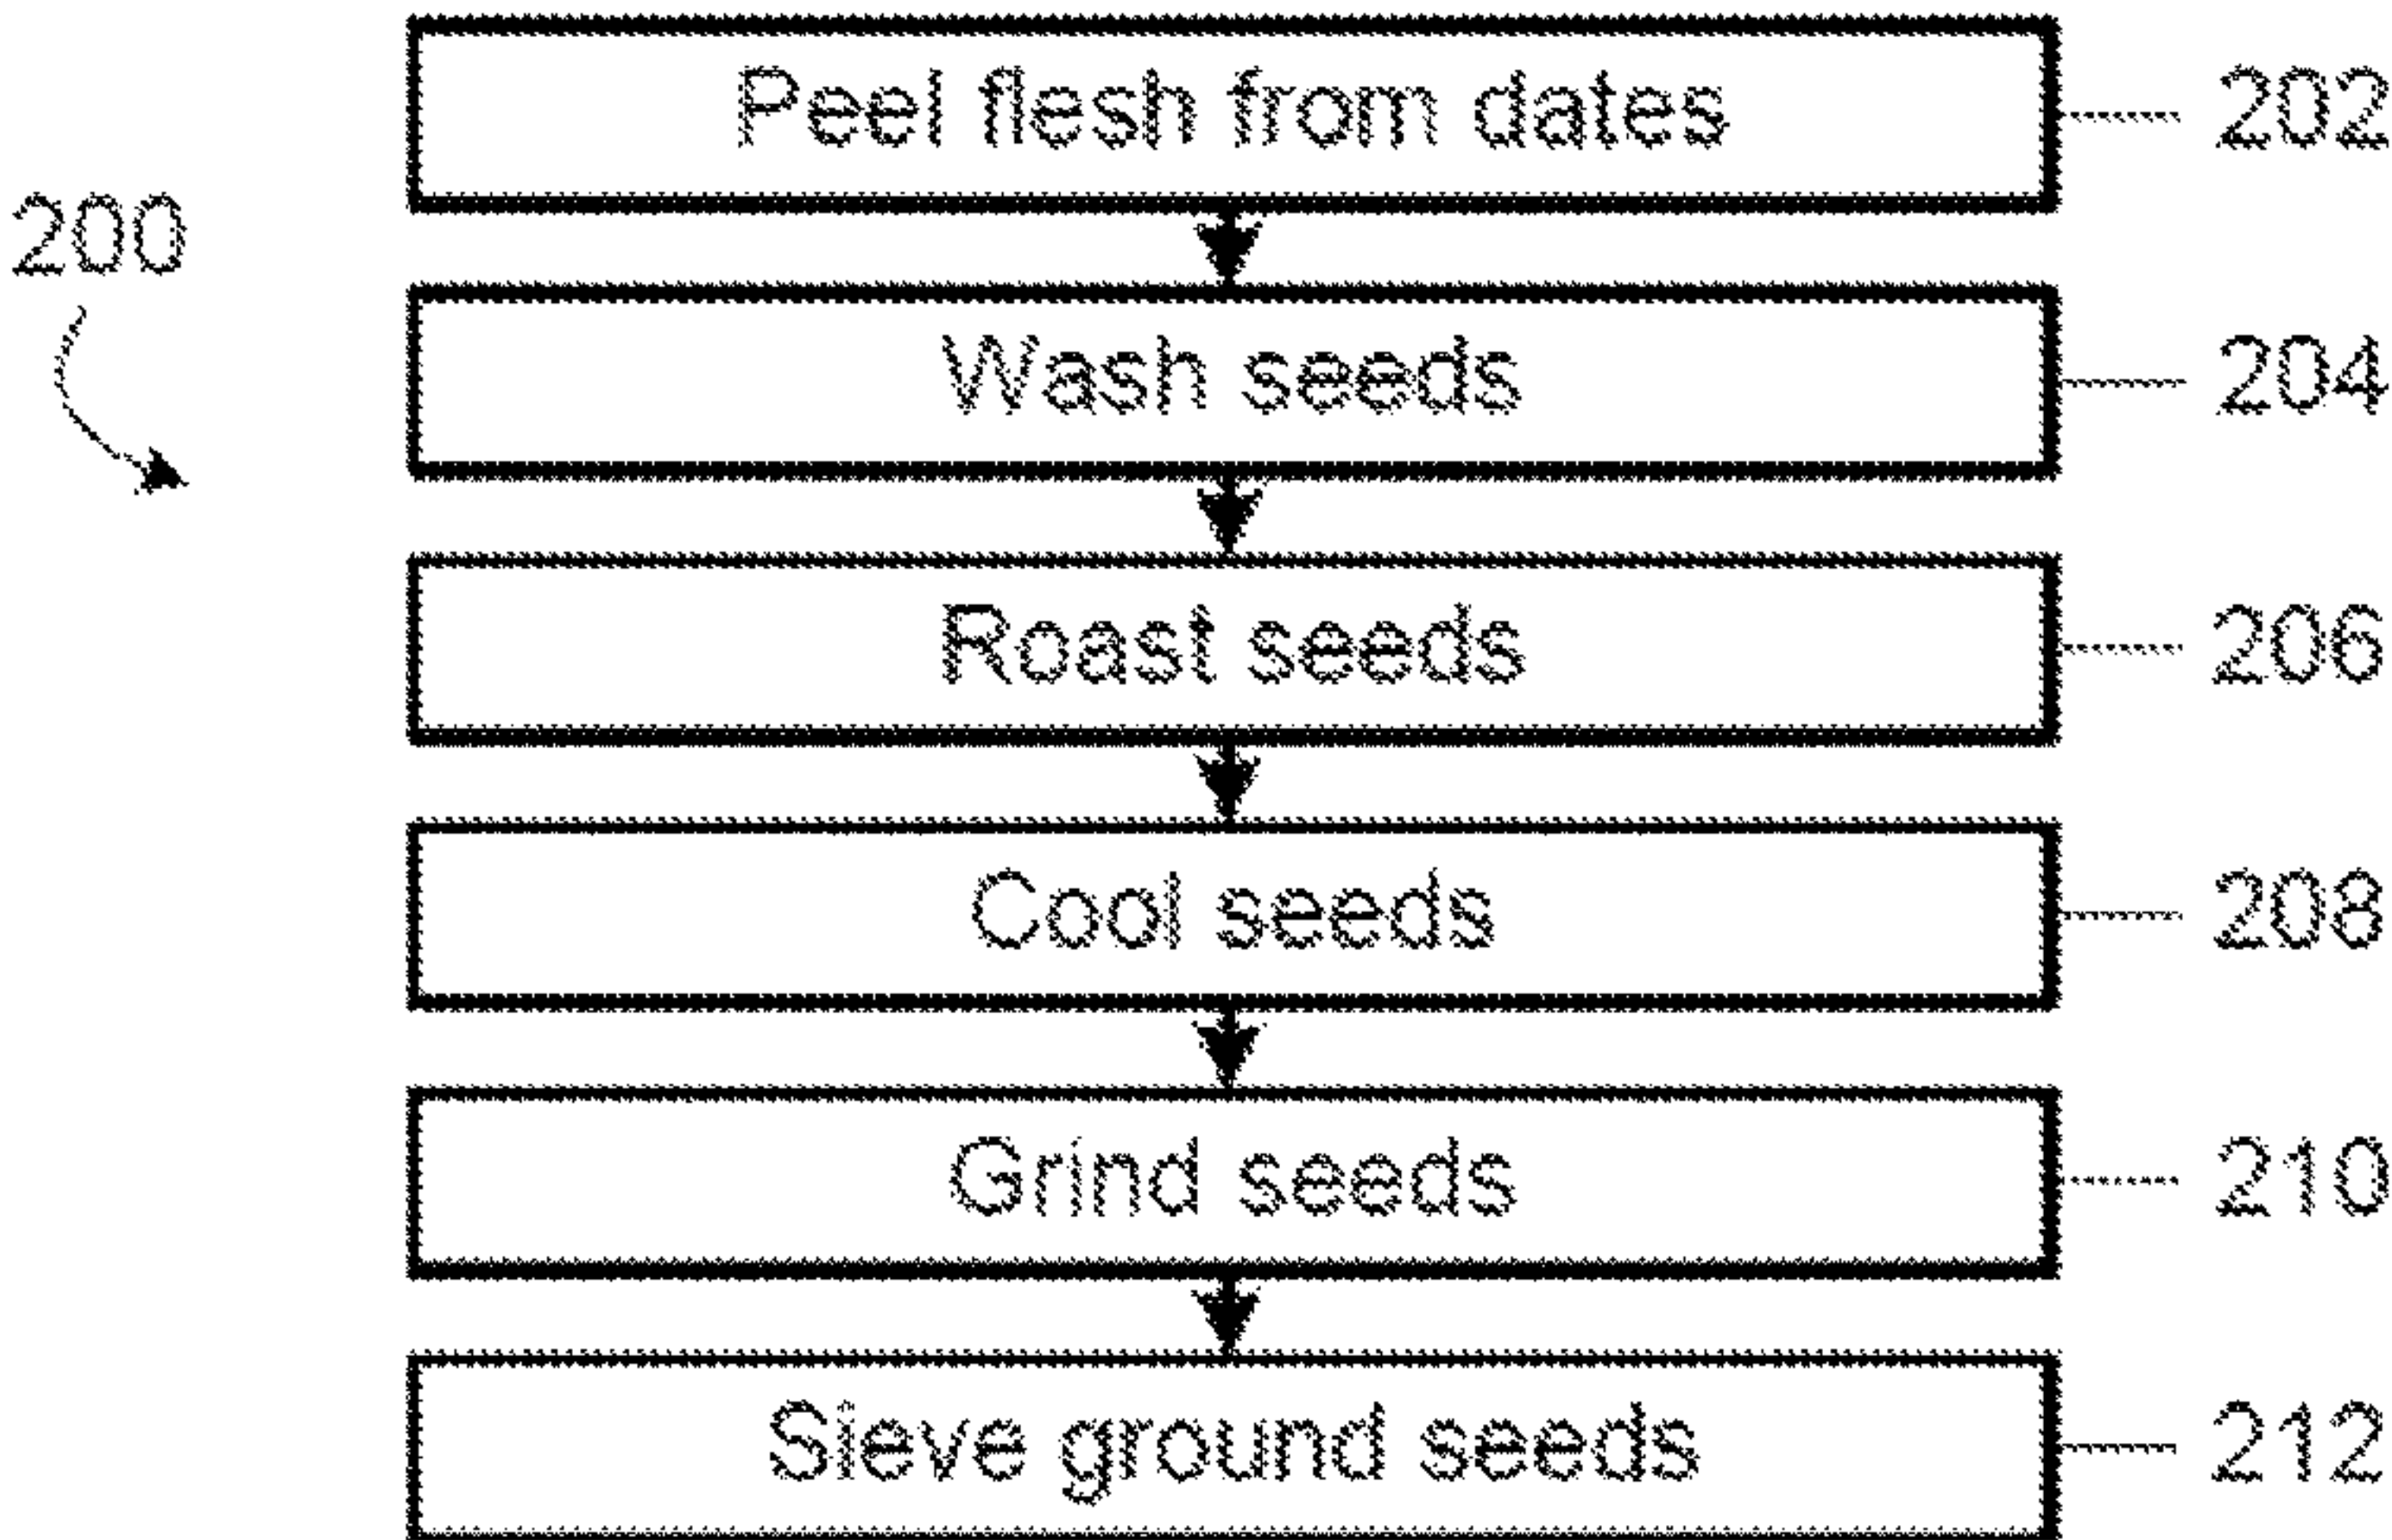 Peel flesh from dates 202
200
Wash seeds 204
Roast seeds 206
Cool seeds 208
Grind seeds 210
Sieve ground seeds 212